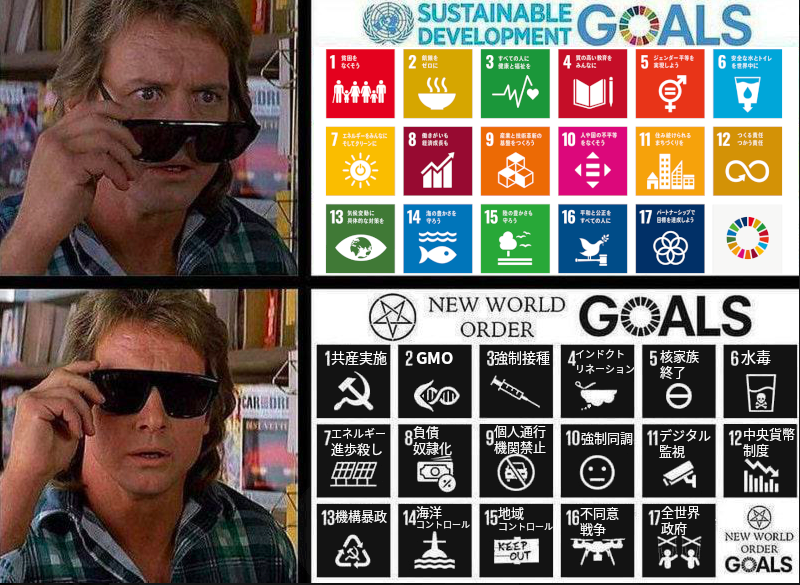 SUSTAINABLE
DEVELOPMENT
GOALS
1 貧困を
なくそう
2 飢餓を
ゼロに
3 すべての人に
健康と福祉を
4 質の高い教育を
みんなに
5 ジェンダー平等を
実現しよう
6 安全な水とトイレ
を世界中に
7 エネルギーをみんなに
そしてクリーンに
8 働きがいも
経済成長も
9 産業と技術革新の
基盤をつくろう
10 人や国の不平等
をなくそう
11 住み続けられる
まちづくりを
12 つくる責任
つかう責任
13 気候変動に
具体的な対策を
14 海の豊かさを
守ろう
15 陸の豊かさも
守ろう
16 平和と公正を
すべての人に
17 パートナーシップで
目標を達成しよう
NEW WORLD
ORDER
GOALS
1共産実施
2 GMO
3強制接種
4インドクト
リネーション
5 核家族
終了
6 水毒
7エネルギー
進歩殺し
8 負債
奴隷化
9個人通行
機関禁止
10強制同調
11デジタル
監視
12中央貨幣
制度
13機構暴政
14海洋
コントロール
15地域
コントロール
KEEP
OUT
16不同意
戦争
17全世界
政府
NEW WORLD
ORDER
GOALS